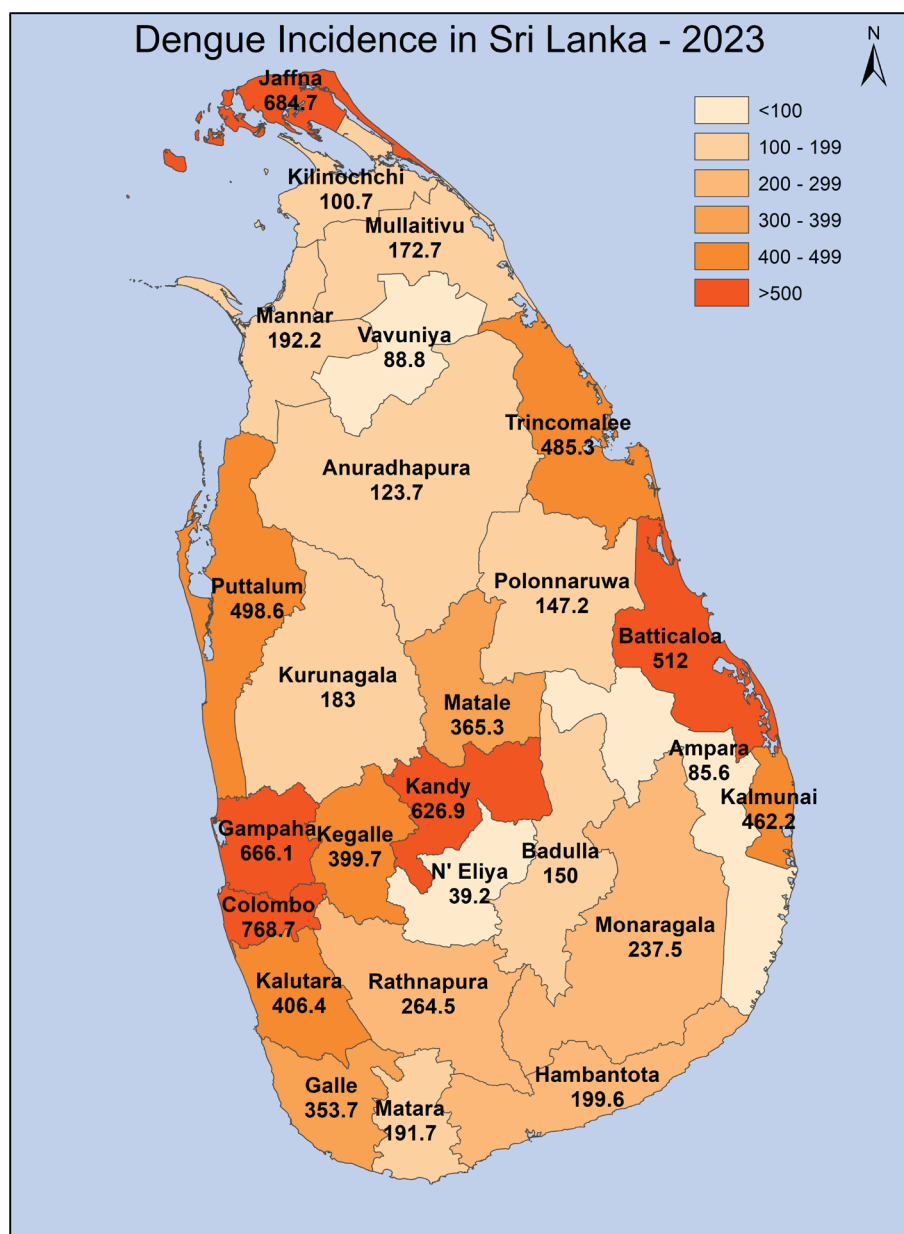 Dengue Incidence in Sri Lanka - 2023
N
<100
100 - 199
200 - 299
300 - 399
400 - 499
>500
Jaffna
684.7
Kilinochchi
100.7
Mullaitivu
172.7
Mannar
192.2
Vavuniya
88.8
Trincomalee
485.3
Anuradhapura
123.7
Puttalum
498.6
Polonnaruwa
147.2
Batticaloa
512
Kurunagala
183
Matale
365.3
Ampara
85.6
Kandy
626.9
Kalmunai
462.2
Gampaha
666.1
Kegalle
399.7
Badulla
150
N' Eliya
39.2
Colombo
768.7
Monaragala
237.5
Kalutara
406.4
Rathnapura
264.5
Hambantota
199.6
Galle
353.7
Matara
191.7